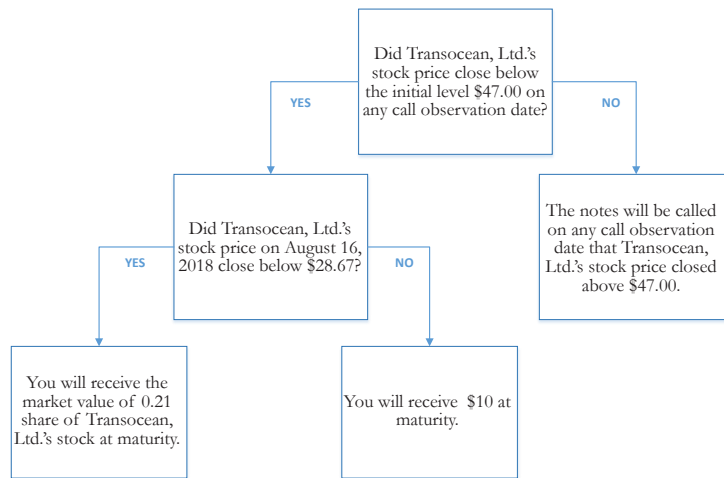 Did Transocean, Ltd.'s
stock price close below
the initial level $47.00 on
any call observation date?
YES
NO
Did Transocean, Ltd.'s
stock price on August 16,
2018 close below $28.67?
The notes will be called
on any call observation
date that Transocean,
Ltd.'s stock price closed
above $47.00.
YES
NO
You will receive the
market value of 0.21
share of Transocean,
Ltd.'s stock at maturity.
You will receive $10 at
maturity.